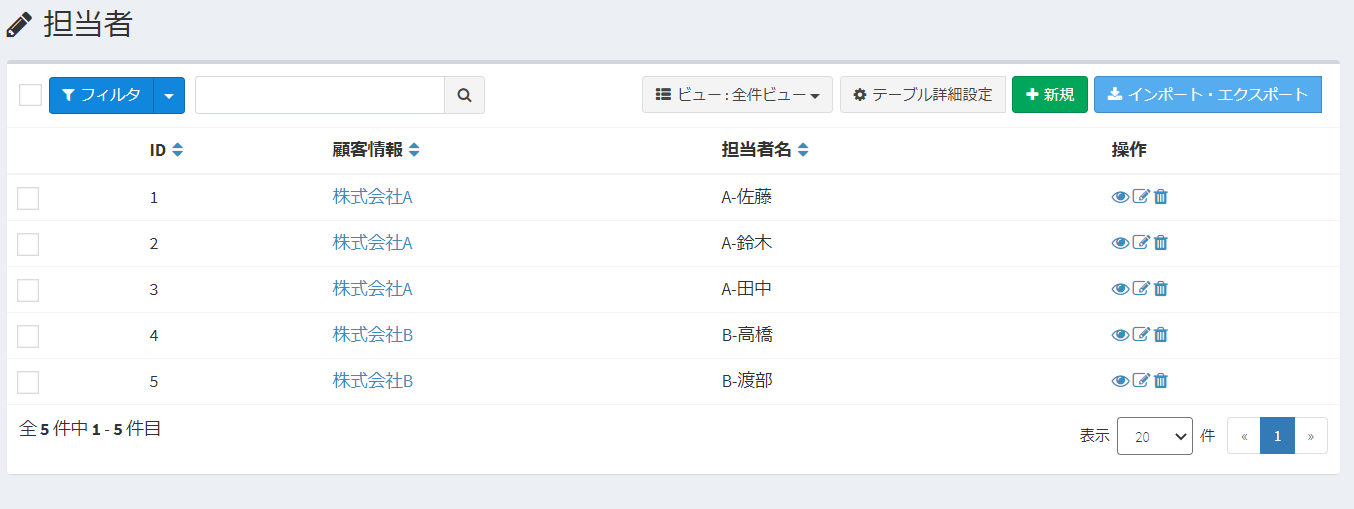 担当者
フィルタ ビュー : 全件ビュー テーブル詳細設定 新規 インポート・エクスポート
ID 顧客情報 担当者名 操作
1 株式会社A A-佐藤
2 株式会社A A-鈴木
3 株式会社A A-田中
4 株式会社B B-高橋
5 株式会社B B-渡部
全 5 件中 1 - 5 件目
表示 20 件 « 1 »